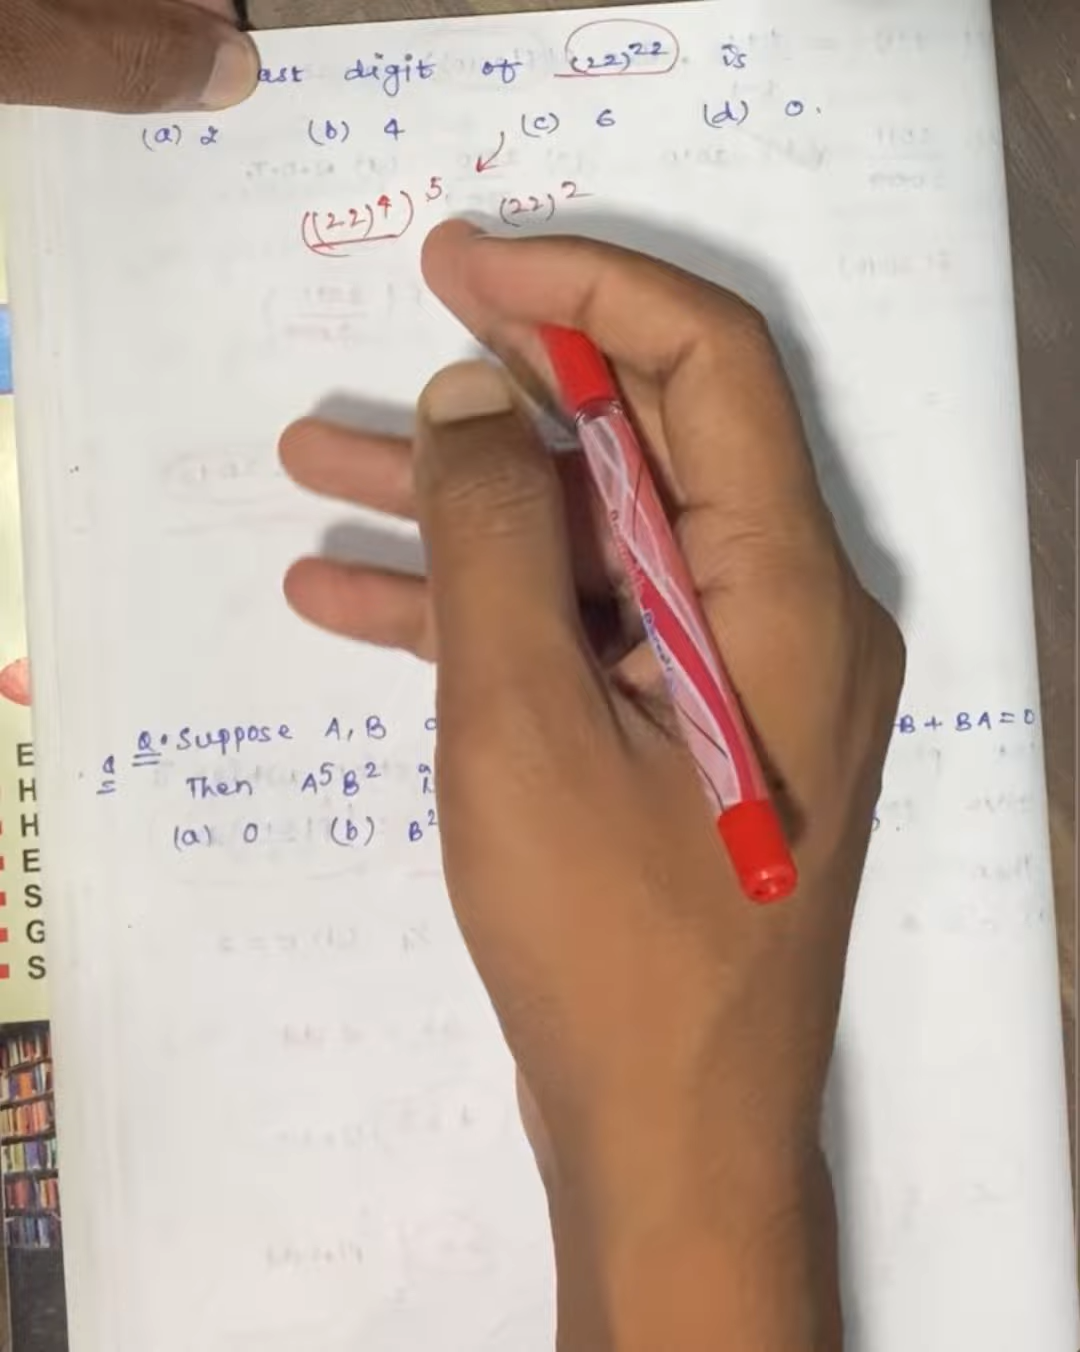 ast digit of (22)^22. is
(a) 2 (b) 4 (c) 6 (d) 0.
((22)^4)^5 (22)^2
Q. Suppose A, B B + BA = 0
Then A^5 B^2
(a) 0 (b) B^2
E
H
H
E
S
G
S